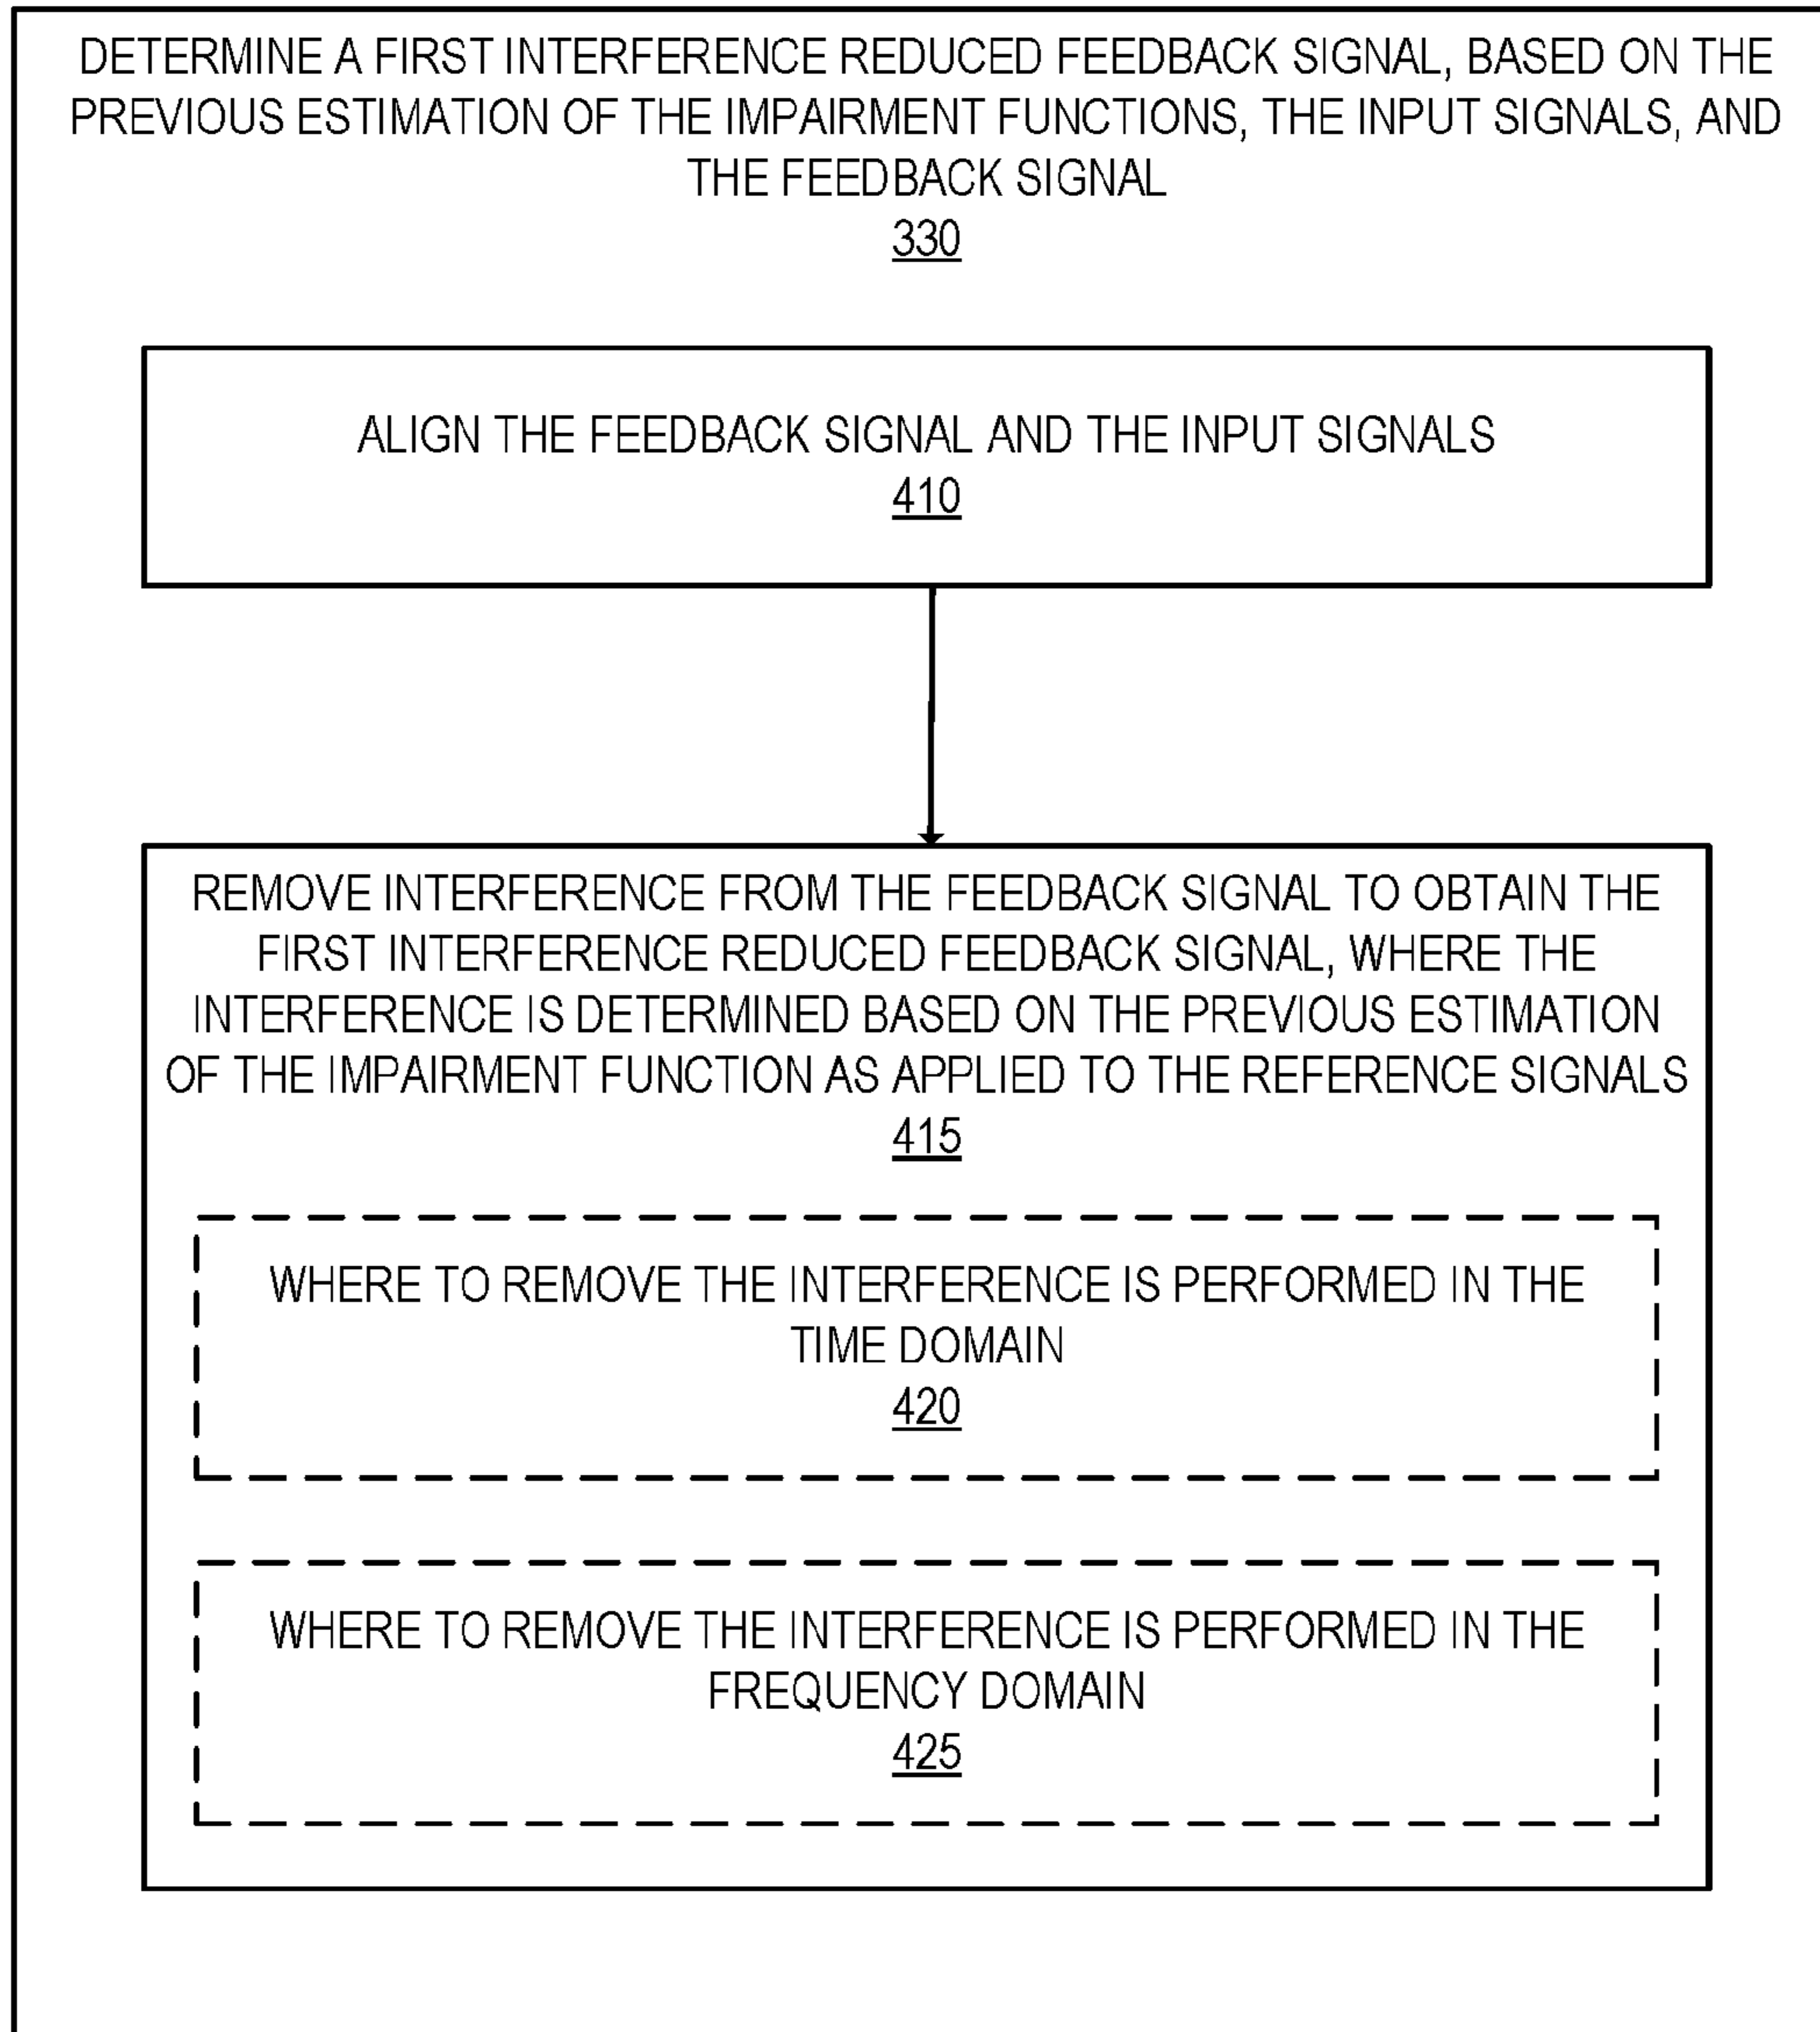 DETERMINE A FIRST INTERFERENCE REDUCED FEEDBACK SIGNAL, BASED ON THE
PREVIOUS ESTIMATION OF THE IMPAIRMENT FUNCTIONS, THE INPUT SIGNALS, AND
THE FEEDBACK SIGNAL
330
ALIGN THE FEEDBACK SIGNAL AND THE INPUT SIGNALS
410
REMOVE INTERFERENCE FROM THE FEEDBACK SIGNAL TO OBTAIN THE
FIRST INTERFERENCE REDUCED FEEDBACK SIGNAL, WHERE THE
INTERFERENCE IS DETERMINED BASED ON THE PREVIOUS ESTIMATION
OF THE IMPAIRMENT FUNCTION AS APPLIED TO THE REFERENCE SIGNALS
415
WHERE TO REMOVE THE INTERFERENCE IS PERFORMED IN THE
TIME DOMAIN
420
WHERE TO REMOVE THE INTERFERENCE IS PERFORMED IN THE
FREQUENCY DOMAIN
425